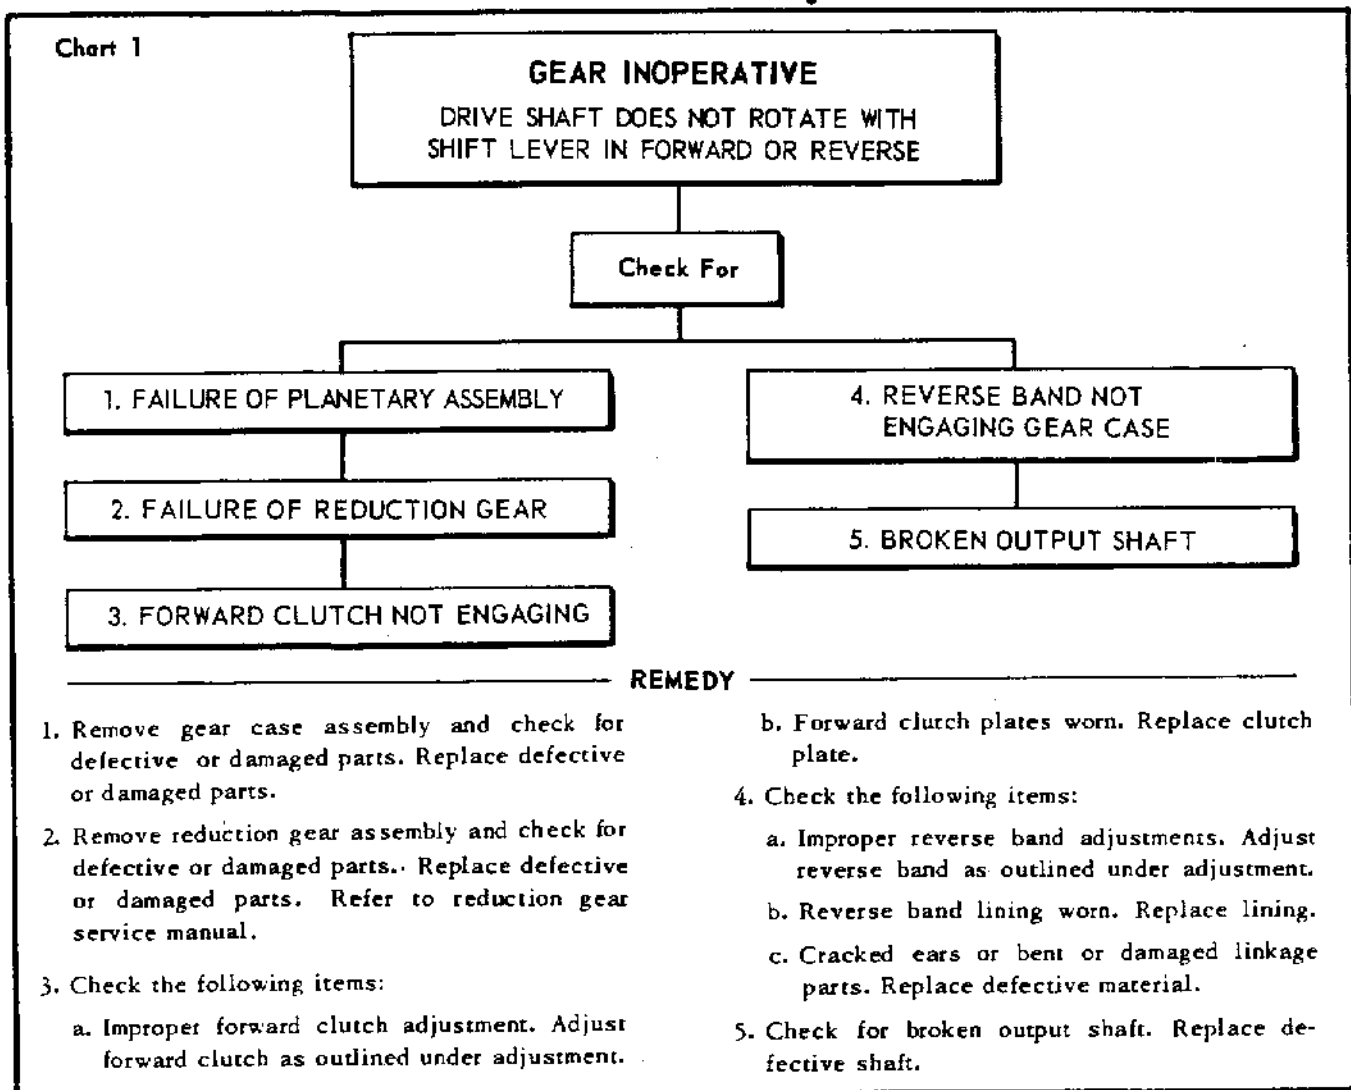 Chart 1
GEAR INOPERATIVE
DRIVE SHAFT DOES NOT ROTATE WITH
SHIFT LEVER IN FORWARD OR REVERSE
Check For
1. FAILURE OF PLANETARY ASSEMBLY
2. FAILURE OF REDUCTION GEAR
3. FORWARD CLUTCH NOT ENGAGING
4. REVERSE BAND NOT
ENGAGING GEAR CASE
5. BROKEN OUTPUT SHAFT
REMEDY
1. Remove gear case assembly and check for
defective or damaged parts. Replace defective
or damaged parts.
2. Remove reduction gear assembly and check for
defective or damaged parts. Replace defective
or damaged parts. Refer to reduction gear
service manual.
3. Check the following items:
a. Improper forward clutch adjustment. Adjust
forward clutch as outlined under adjustment.
b. Forward clutch plates worn. Replace clutch
plate.
4. Check the following items:
a. Improper reverse band adjustments. Adjust
reverse band as outlined under adjustment.
b. Reverse band lining worn. Replace lining.
c. Cracked ears or bent or damaged linkage
parts. Replace defective material.
5. Check for broken output shaft. Replace de-
fective shaft.